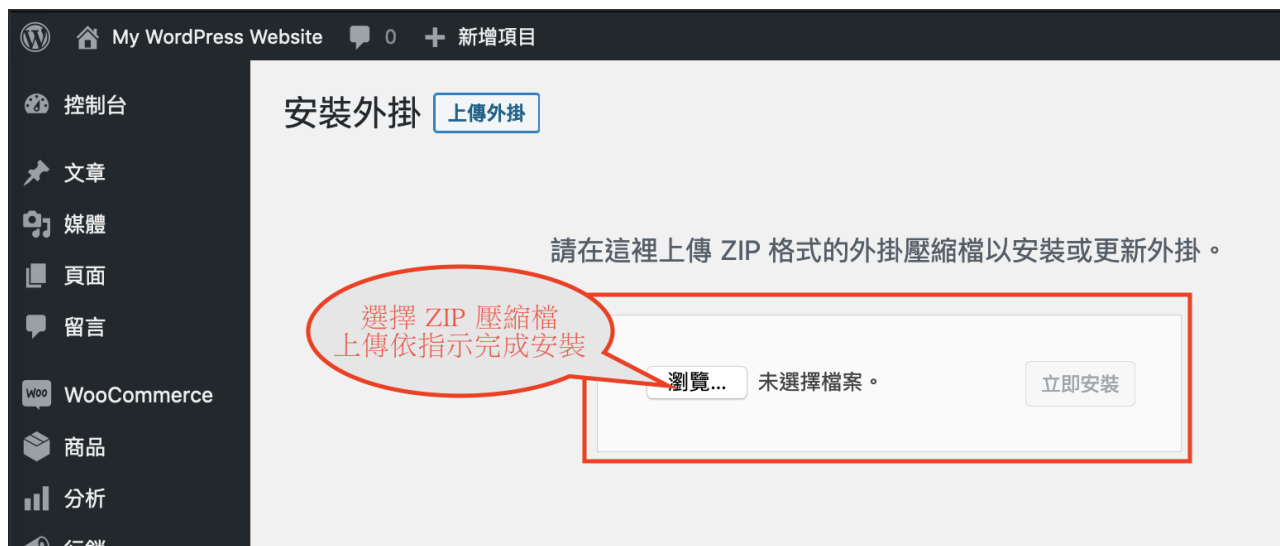 My WordPress Website 0 新增項目
控制台
文章
媒體
頁面
留言
WooCommerce
商品
分析
行銷
安裝外掛 上傳外掛
請在這裡上傳 ZIP 格式的外掛壓縮檔以安裝或更新外掛。
選擇 ZIP 壓縮檔
上傳依指示完成安裝
瀏覽... 未選擇檔案。 立即安裝